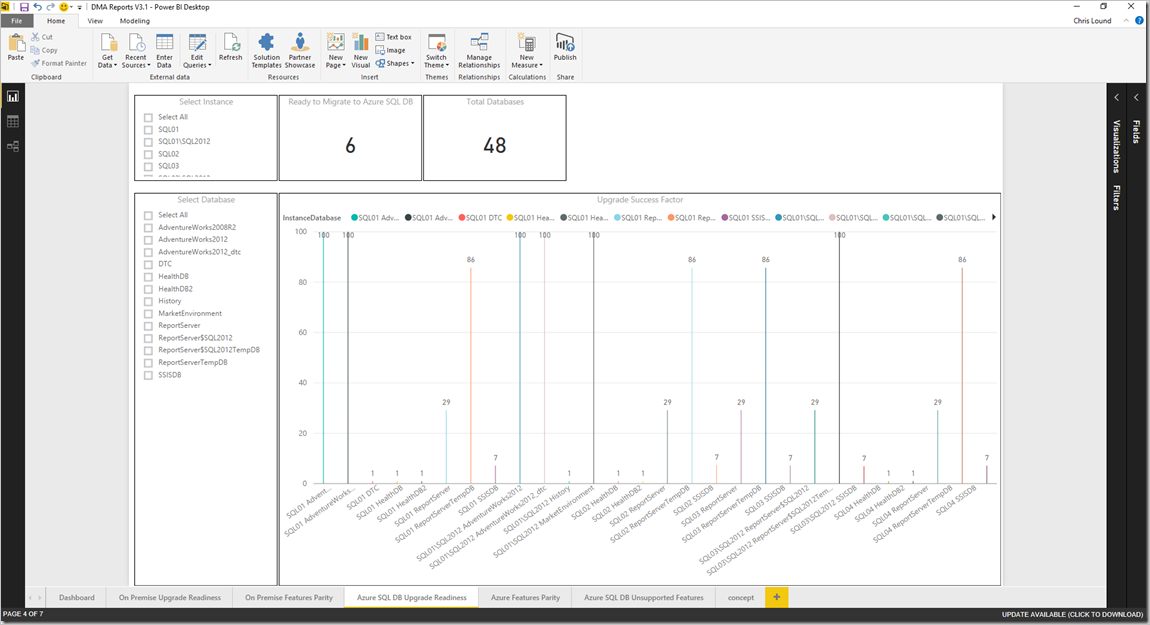 DMA Reports V3.1 - Power BI Desktop
File Home View Modeling Chris Lound
Paste
Cut
Copy
Format Painter
Get Data
Recent Sources
Enter Data
Edit Queries
Refresh
Solution Templates
Partner Showcase
New Page
New Visual
Text box
Image
Shapes
Switch Theme
Manage Relationships
New Measure
Publish
Clipboard External data Resources Insert Themes Relationships Calculations Share
Select Instance
Select All
SQL01
SQL01\SQL2012
SQL02
SQL03
Ready to Migrate to Azure SQL DB
6
Total Databases
48
Visualizations
Filters
Fields
Select Database
Select All
AdventureWorks2008R2
AdventureWorks2012
AdventureWorks2012_dtc
DTC
HealthDB
HealthDB2
History
MarketEnvironment
ReportServer
ReportServer$SQL2012
ReportServer$SQL2012TempDB
ReportServerTempDB
SSISDB
Upgrade Success Factor
InstanceDatabase SQL01 Adv... SQL01 Adv... SQL01 DTC SQL01 Hea... SQL01 Hea... SQL01 Rep... SQL01 Rep... SQL01 SSIS... SQL01\SQL... SQL01\SQL... SQL01\SQL... SQL01\SQL...
100
80
60
40
20
0
100 100 1 1 1 29 86 7 100 100 1 100 1 1 29 86 7 29 86 7 29 100 7 1 1 29 86 7
SQL01 Advent...
SQL01 AdventureWorks...
SQL01 DTC
SQL01 HealthDB
SQL01 HealthDB2
SQL01 ReportServer
SQL01 ReportServerTempDB
SQL01 SSISDB
SQL01\SQL2012 AdventureWorks2012
SQL01\SQL2012 AdventureWorks2012_dtc
SQL01\SQL2012 History
SQL01\SQL2012 MarketEnvironment
SQL02 HealthDB
SQL02 HealthDB2
SQL02 ReportServer
SQL02 ReportServerTempDB
SQL02 SSISDB
SQL03 ReportServer
SQL03 ReportServerTempDB
SQL03 SSISDB
SQL03\SQL2012 ReportServer$SQL2012
SQL03\SQL2012 ReportServer$SQL2012Tem...
SQL03\SQL2012 SSISDB
SQL04 HealthDB
SQL04 HealthDB2
SQL04 ReportServer
SQL04 ReportServerTempDB
SQL04 SSISDB
Dashboard On Premise Upgrade Readiness On Premise Features Parity Azure SQL DB Upgrade Readiness Azure Features Parity Azure SQL DB Unsupported Features concept +
PAGE 4 OF 7 UPDATE AVAILABLE (CLICK TO DOWNLOAD)